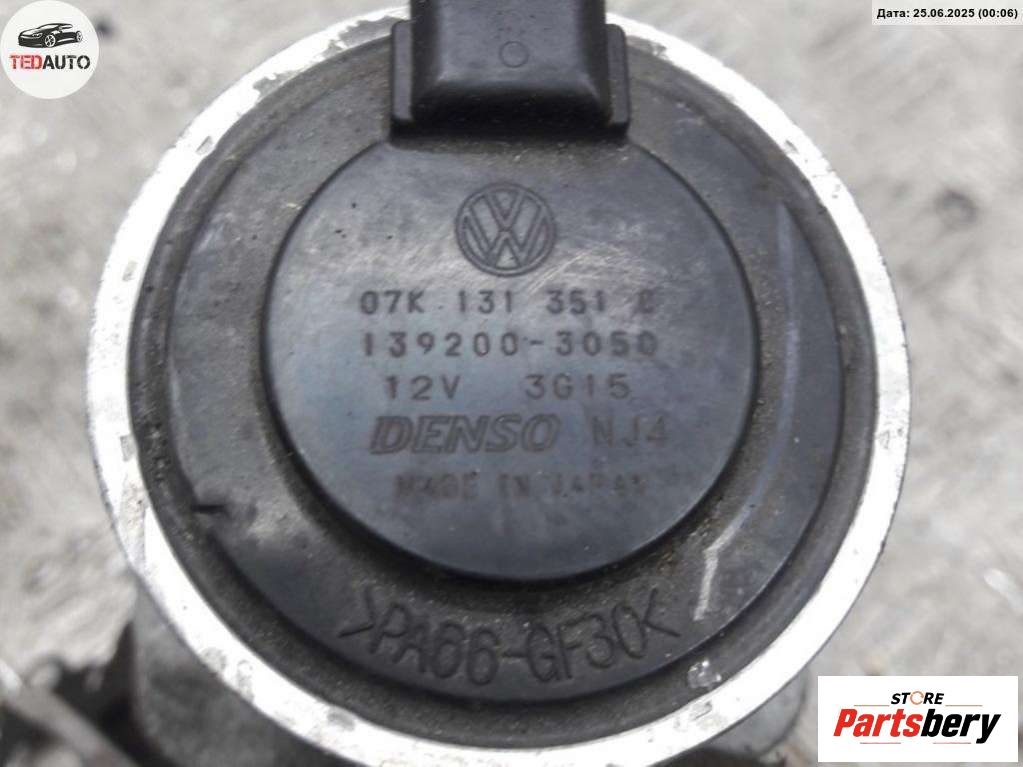 Дата: 25.06.2025 (00:06)
TEDAUTO
07K 131 351
139200-3050
12V 3G15
DENSO NJ4
MADE IN JAPAN
>PA66-GF30<
STORE
Partsbery